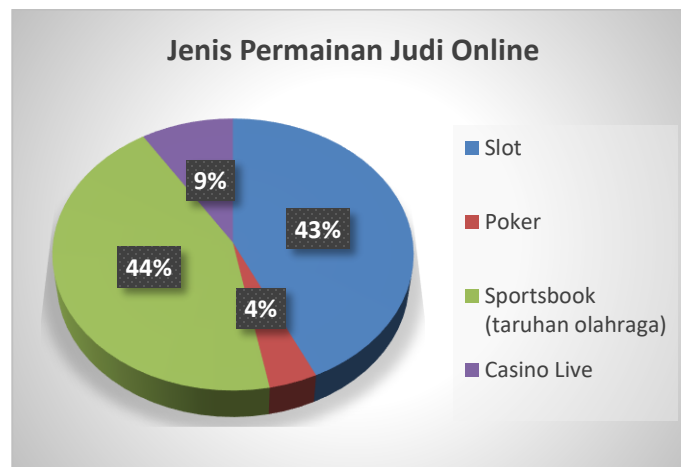 Jenis Permainan Judi Online
9%
43%
44%
4%
Slot
Poker
Sportsbook
(taruhan olahraga)
Casino Live